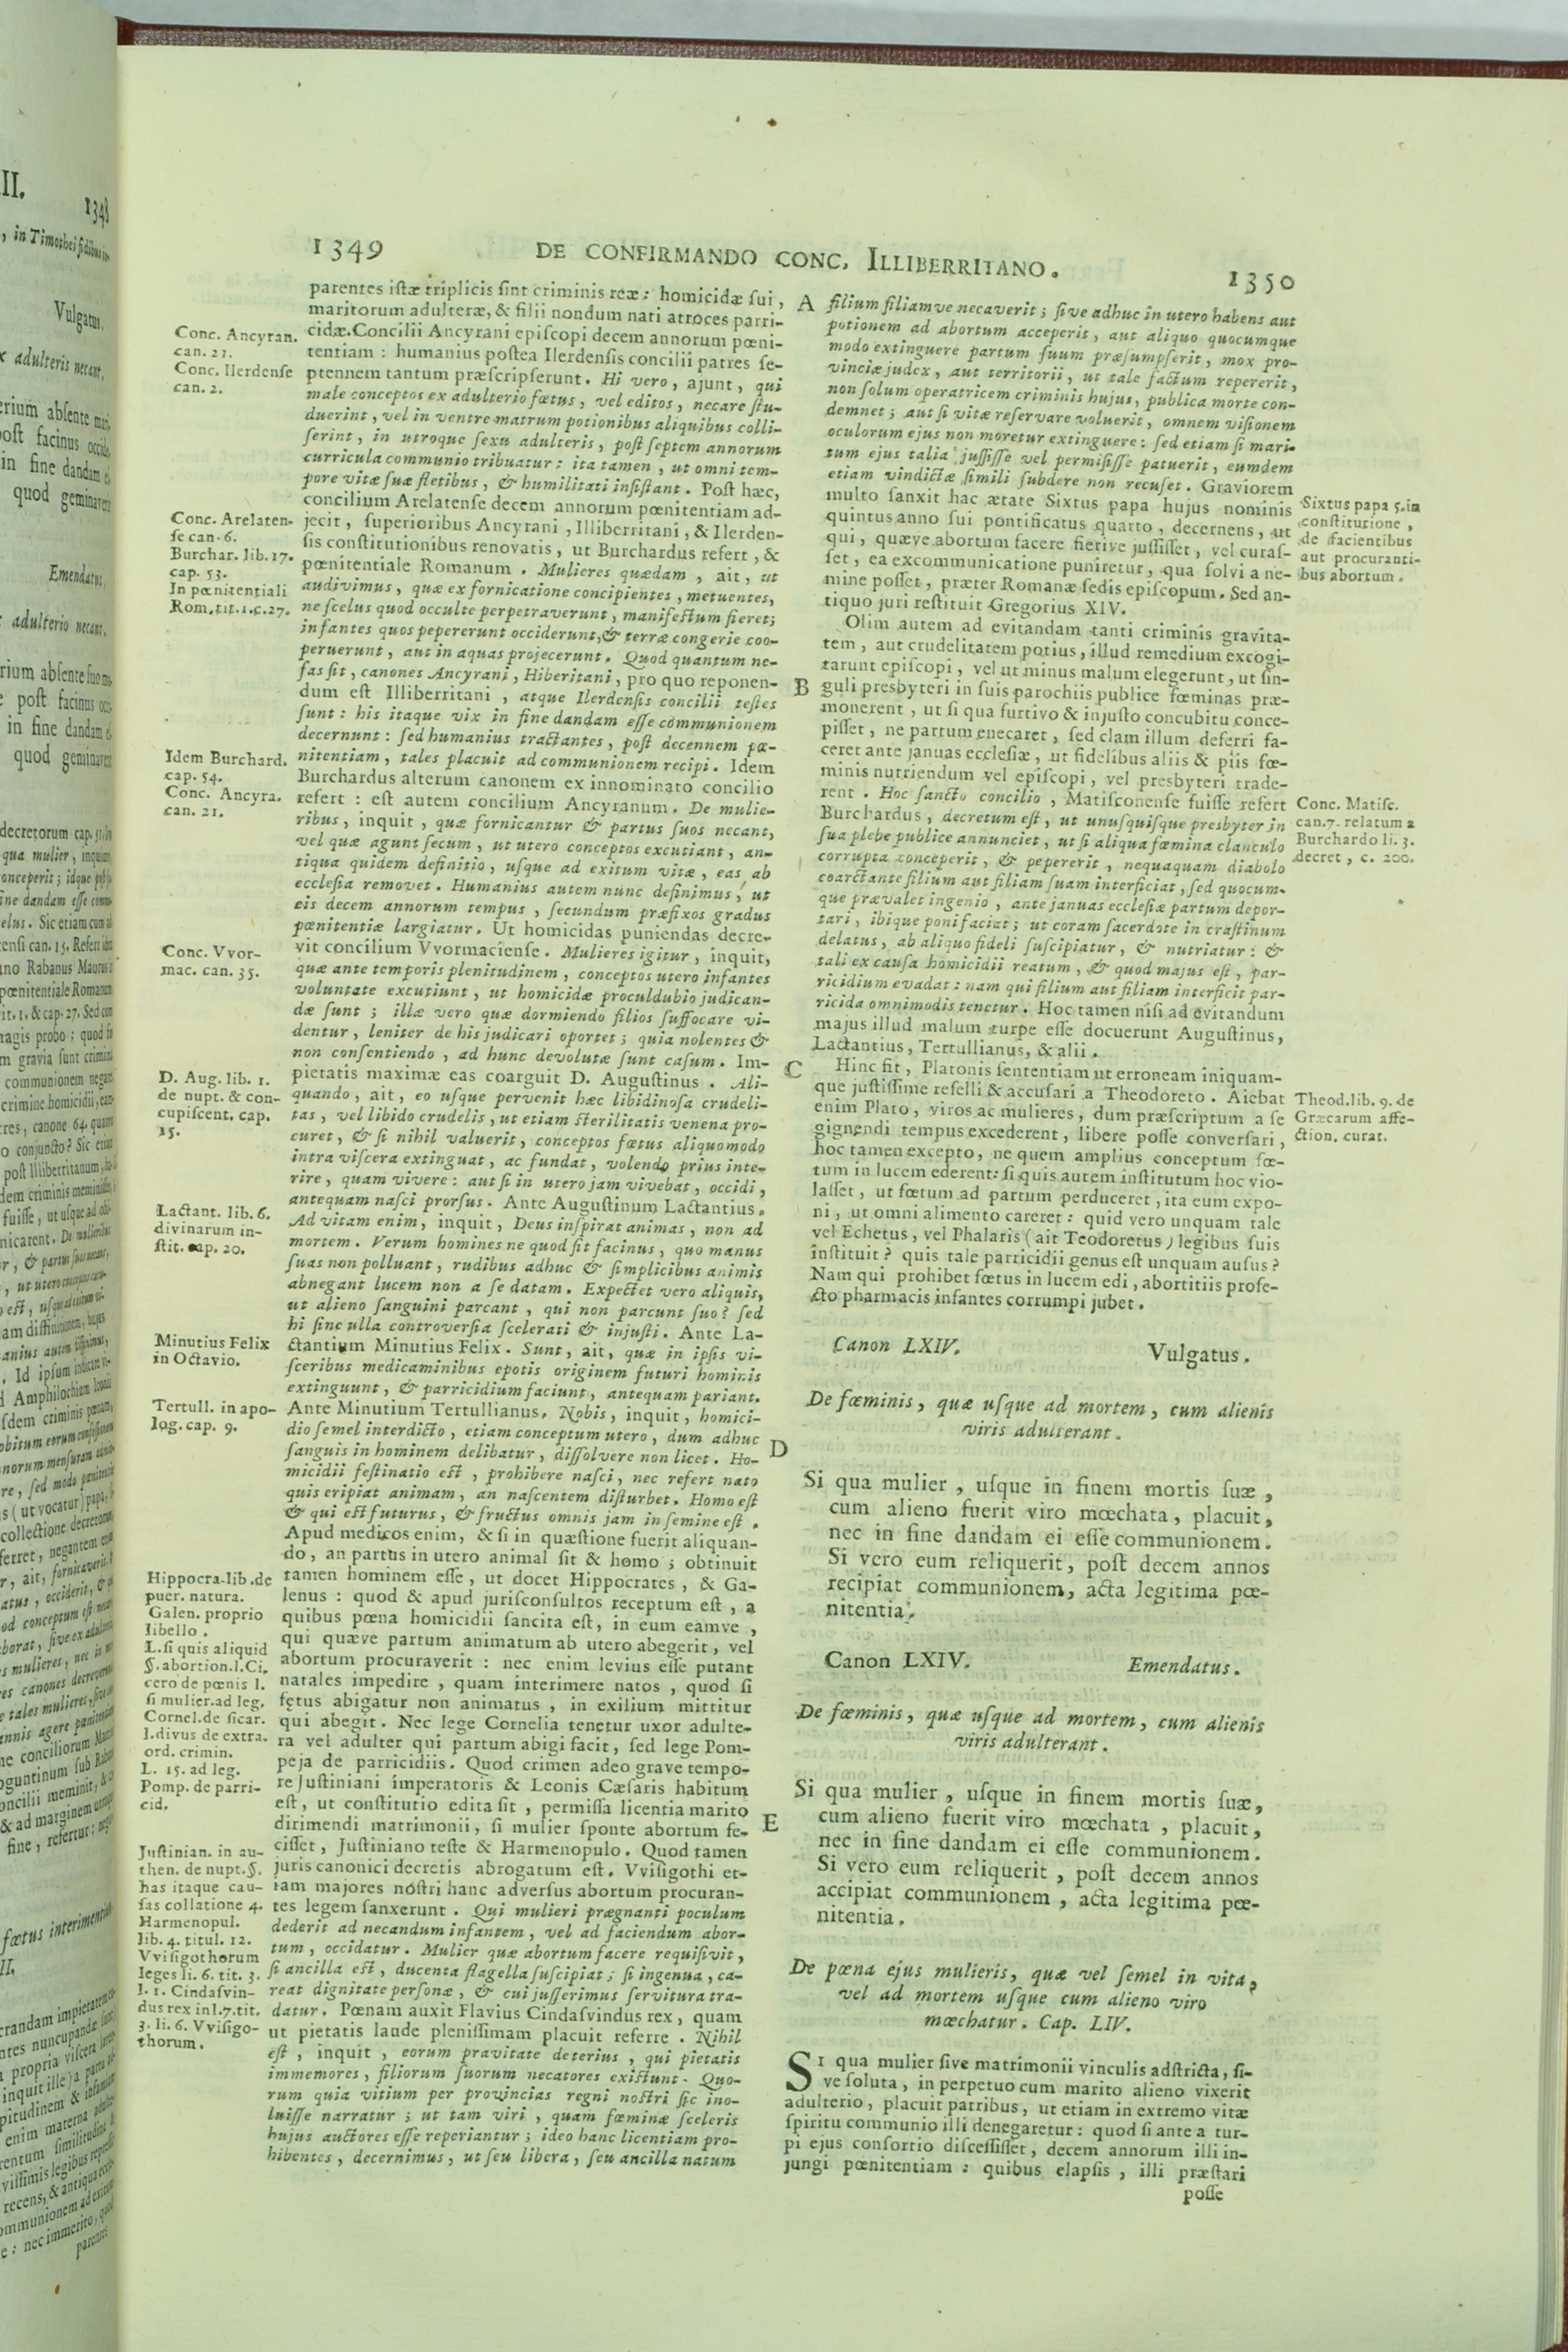 1349
DE CONFIRMANDO CONC. ILLIBERRITANO.
1350
parentes istæ triplicis sint criminis reæ: homicidæ sui,
maritorum adulteræ, & filii nondum nati atroces parri-
cidæ. Concilii Ancyrani episcopi decem annorum pœni-
tentiam: humanius postea Ilerdensis concilii patres se-
ptennem tantum præscripserunt. Hi vero, ajunt, qui
male conceptos ex adulterio fœtus, vel editos, necare stu-
duerint, vel in ventre matrum potionibus aliquibus colli-
serint, in utroque sexu adulteris, post septem annorum
curricula communio tribuatur: ita tamen, ut omni tem-
pore vitæ suæ fletibus, & humilitati insistant. Post hæc,
concilium Arelatense decem annorum pœnitentiam ad-
jecit, superioribus Ancyrani, Illiberritani, & Ilerden-
sis constitutionibus renovatis, ut Burchardus refert, &
pœnitentiale Romanum. Mulieres quædam, ait, ut
audivimus, quæ ex fornicatione concipientes, metuentes,
ne scelus quod occulte perpetraverunt, manifestum fieret;
infantes quos pepererunt occiderunt, & terræ congerie coo-
peruerunt, aut in aquas projecerunt. Quod quantum ne-
fas sit, canones Ancyrani, Hiberitani, pro quo reponen-
dum est Illiberritani, atque Ilerdensis concilii testes
sunt: his itaque vix in fine dandam esse communionem
decernunt: sed humanius tractantes, post decennem pœ-
nitentiam, tales placuit ad communionem recipi. Idem
Burchardus alterum canonem ex innominato concilio
refert: est autem concilium Ancyranum. De mulie-
ribus, inquit, quæ fornicantur & partus suos necant,
vel quæ agunt secum, ut utero conceptos excutiant, an-
tiqua quidem definitio, usque ad exitum vitæ, eas ab
ecclesia removet. Humanius autem nunc definimus, ut
eis decem annorum tempus, secundum præfixos gradus
pœnitentiæ largiatur. Ut homicidas puniendas decre-
vit concilium Vvormaciense. Mulieres igitur, inquit,
quæ ante temporis plenitudinem, conceptos utero infantes
voluntate excutiunt, ut homicidæ proculdubio judican-
dæ sunt; illæ vero quæ dormiendo filios suffocare vi-
dentur, leniter de his judicari oportet; quia nolentes &
non consentiendo, ad hunc devolutæ sunt casum. Im-
pietatis maximæ eas coarguit D. Augustinus. Ali-
quando, ait, eo usque pervenit hæc libidinosa crudeli-
tas, vel libido crudelis, ut etiam sterilitatis venena pro-
curet, & si nihil valuerit, conceptos fœtus aliquomodo
intra viscera extinguat, ac fundat, volendo prius inte-
rire, quam vivere: aut si in utero jam vivebat, occidi,
antequam nasci prorsus. Ante Augustinum Lactantius.
Ad vitam enim, inquit, Deus inspirat animas, non ad
mortem. Verum homines ne quod sit facinus, quo manus
suas non polluant, rudibus adhuc & simplicibus animis
abnegant lucem non a se datam. Expectet vero aliquis,
ut alieno sanguini parcant, qui non parcunt suo? sed
hi sine ulla controversia scelerati & injusti. Ante La-
ctantium Minutius Felix. Sunt, ait, quæ in ipsis vi-
sceribus medicaminibus epotis originem futuri hominis
extinguunt, & parricidium faciunt, antequam pariant.
Ante Minutium Tertullianus. Nobis, inquit, homici-
dio semel interdicto, etiam conceptum utero, dum adhuc
sanguis in hominem delibatur, dissolvere non licet. Ho-
micidii festinatio est, prohibere nasci, nec refert nato
quis eripiat animam, an nascentem disturbet. Homo est
& qui est futurus, & fructus omnis jam in semine est.
Apud medicos enim, & si in quæstione fuerit aliquan-
do, an partus in utero animal sit & homo; obtinuit
tamen hominem esse, ut docet Hippocrates, & Ga-
lenus: quod & apud jurisconsultos receptum est, a
quibus pœna homicidii sancita est, in eum eamve,
qui quæve partum animatum ab utero abegerit, vel
abortum procuraverit: nec enim levius esse putant
natales impedire, quam interimere natos, quod si
fętus abigatur non animatus, in exilium mittitur
qui abegit. Nec lege Cornelia tenetur uxor adulte-
ra vel adulter qui partum abigi facit, sed lege Pom-
peja de parricidiis. Quod crimen adeo grave tempo-
re Justiniani imperatoris & Leonis Cæsaris habitum
est, ut constitutio edita sit, permissa licentia marito
dirimendi matrimonii, si mulier sponte abortum fe-
cisset, Justiniano teste & Harmenopulo. Quod tamen
juris canonici decretis abrogatum est. Vvisigothi et-
iam majores nostri hanc adversus abortum procuran-
tes legem sanxerunt. Qui mulieri prægnanti poculum
dederit ad necandum infantem, vel ad faciendum abor-
tum, occidatur. Mulier quæ abortum facere requisivit,
si ancilla est, ducenta flagella suscipiat; si ingenua, ca-
reat dignitate personæ, & cui jusserimus servitura tra-
datur. Pœnam auxit Flavius Cindasvindus rex, quam
ut pietatis laude plenissimam placuit referre. Nihil
est, inquit, eorum pravitate deterius, qui pietatis
immemores, filiorum suorum necatores existunt. Quo-
rum quia vitium per provincias regni nostri sic ino-
luisse narratur; ut tam viri, quam fœminæ sceleris
hujus auctores esse reperiantur; ideo hanc licentiam pro-
hibentes, decernimus, ut seu libera, seu ancilla natum
Conc. Ancyran.
can. 21.
Conc. Ilerdense
can. 2.
Conc. Arelaten-
se can. 6.
Burchar. lib. 17.
cap. 53.
In pœnitentiali
Rom. tit. 1. c. 27.
Idem Burchard.
cap. 54.
Conc. Ancyra.
can. 21.
Conc. Vvor-
mac. can. 35.
D. Aug. lib. 1.
de nupt. & con-
cupiscent. cap.
15.
Lactant. lib. 6.
divinarum in-
stit. cap. 20.
Minutius Felix
in Octavio.
Tertull. in apo-
log. cap. 9.
Hippocra. lib. de
puer. natura.
Galen. proprio
libello.
L. si quis aliquid
§. abortion. l. Ci,
cero de pœnis l.
si mulier. ad leg.
Cornel. de sicar.
l. divus de extra.
ord. crimin.
L. 15. ad leg.
Pomp. de parri-
cid.
Justinian. in au-
then. de nupt. §.
has itaque cau-
sas collatione 4.
Harmenopul.
lib. 4. titul. 12.
Vvisigothorum
leges li. 6. tit. 3.
l. 1. Cindasvin-
dus rex in l. 7. tit.
3. li. 6. Vvisigo-
thorum.
A
B
C
D
E
filium filiamve necaverit; sive adhuc in utero habens aut
potionem ad abortum acceperit, aut aliquo quocumque
modo extinguere partum suum præsumpserit, mox pro-
vinciæ judex, aut territorii, ut tale factum repererit,
non solum operatricem criminis hujus, publica morte con-
demnet; aut si vitæ reservare voluerit, omnem visionem
oculorum ejus non moretur extinguere: sed etiam si mari-
tum ejus talia jussisse vel permisisse patuerit, eumdem
etiam vindictæ simili subdere non recuset. Graviorem
multo sanxit hac ætate Sixtus papa hujus nominis
quintus anno sui pontificatus quarto, decernens, ut
qui, quæve abortum facere fierive jussisset, vel curas-
set, ea excommunicatione puniretur, qua solvi a ne-
mine posset, præter Romanæ sedis episcopum. Sed an-
tiquo juri restituit Gregorius XIV.
Olim autem ad evitandam tanti criminis gravita-
tem, aut crudelitatem potius, illud remedium excogi-
tarunt episcopi, vel ut minus malum elegerunt, ut sin-
guli presbyteri in suis parochiis publice fœminas præ-
monerent, ut si qua furtivo & injusto concubitu conce-
pisset, ne partum enecaret, sed clam illum deferri fa-
ceret ante januas ecclesiæ, ut fidelibus aliis & piis fœ-
minis nutriendum vel episcopi, vel presbyteri trade-
rent. Hoc sancto concilio, Matisconense fuisse refert
Burchardus, decretum est, ut unusquisque presbyter in
sua plebe publice annunciet, ut si aliqua fœmina clanculo
corrupta conceperit, & pepererit, nequaquam diabolo
coarctante filium aut filiam suam interficiat, sed quocum-
que prævalet ingenio, ante januas ecclesiæ partum depor-
tari, ibique poni faciat; ut coram sacerdote in crastinum
delatus, ab aliquo fideli suscipiatur, & nutriatur: &
tali ex causa homicidii reatum, & quod majus est, par-
ricidium evadat: nam qui filium aut filiam interficit par-
ricida omnimodis tenetur. Hoc tamen nisi ad evitandum
majus illud malum turpe esse docuerunt Augustinus,
Lactantius, Tertullianus, & alii.
Hinc fit, Platonis sententiam ut erroneam iniquam-
que justissime refelli & accusari a Theodoreto. Aiebat
enim Plato, viros ac mulieres, dum præscriptum a se
gignendi tempus excederent, libere posse conversari,
hoc tamen excepto, ne quem amplius conceptum fœ-
tum in lucem ederent: si quis autem institutum hoc vio-
lasset, ut fœtum ad partum perduceret, ita eum expo-
ni, ut omni alimento careret: quid vero unquam tale
vel Echetus, vel Phalaris (ait Teodoretus) legibus suis
instituit? quis tale parricidii genus est unquam ausus?
Nam qui prohibet fœtus in lucem edi, abortitiis profe-
cto pharmacis infantes corrumpi jubet.
Sixtus papa 5. in
constitutione,
de facientibus
aut procuranti-
bus abortum.
Conc. Matisc.
can. 7. relatum a
Burchardo li. 3.
decret, c. 200.
Theod. lib. 9. de
Græcarum affe-
ction. curat.
Canon LXIV. Vulgatus.
De fœminis, quæ usque ad mortem, cum alienis
viris adulterant.
Si qua mulier, usque in finem mortis suæ,
cum alieno fuerit viro mœchata, placuit,
nec in fine dandam ei esse communionem.
Si vero eum reliquerit, post decem annos
recipiat communionem, acta legitima pœ-
nitentia.
Canon LXIV. Emendatus.
De fœminis, quæ usque ad mortem, cum alienis
viris adulterant.
Si qua mulier, usque in finem mortis suæ,
cum alieno fuerit viro mœchata, placuit,
nec in fine dandam ei esse communionem.
Si vero eum reliquerit, post decem annos
accipiat communionem, acta legitima pœ-
nitentia.
De pœna ejus mulieris, quæ vel semel in vita,
vel ad mortem usque cum alieno viro
mœchatur. Cap. LIV.
SI qua mulier sive matrimonii vinculis adstricta, si-
ve soluta, in perpetuo cum marito alieno vixerit
adulterio, placuit patribus, ut etiam in extremo vitæ
spiritu communio illi denegaretur: quod si ante a tur-
pi ejus consortio discessisset, decem annorum illi in-
jungi pœnitentiam: quibus elapsis, illi præstari
posse